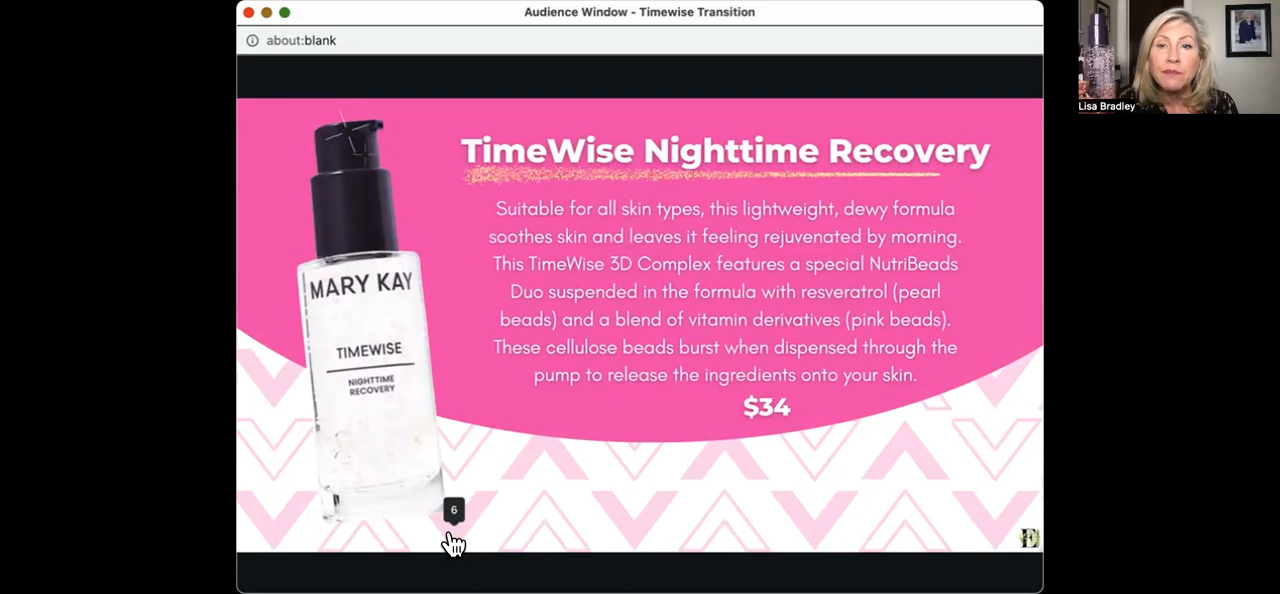 Audience Window - Timewise Transition
about:blank
Lisa Bradley
TimeWise Nighttime Recovery
Suitable for all skin types, this lightweight, dewy formula
soothes skin and leaves it feeling rejuvenated by morning.
This TimeWise 3D Complex features a special NutriBeads
Duo suspended in the formula with resveratrol (pearl
beads) and a blend of vitamin derivatives (pink beads).
These cellulose beads burst when dispensed through the
pump to release the ingredients onto your skin.
$34
MARY KAY
TIMEWISE
NIGHTTIME
RECOVERY
6
E